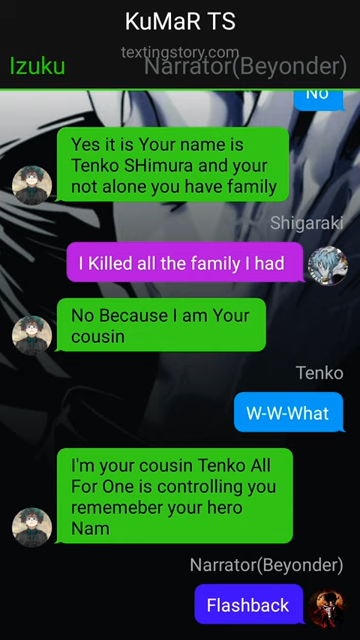 KuMaR TS
textingstory.com
Izuku
Narrator(Beyonder)
No
Yes it is Your name is
Tenko SHimura and your
not alone you have family
Shigaraki
I Killed all the family I had
No Because I am Your
cousin
Tenko
W-W-What
I'm your cousin Tenko All
For One is controlling you
rememeber your hero
Nam
Narrator(Beyonder)
Flashback